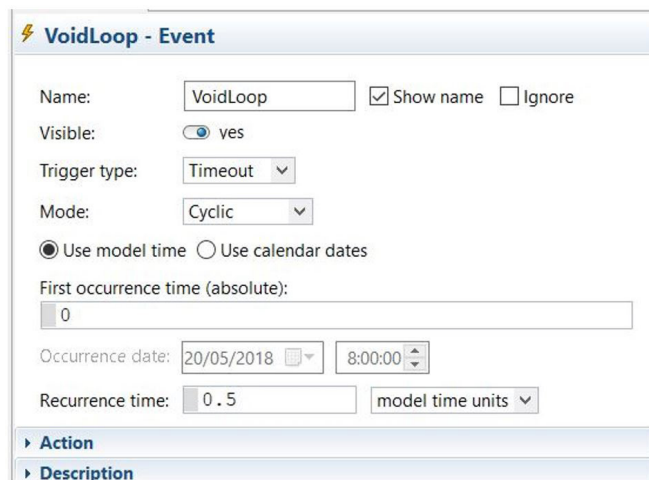 VoidLoop - Event
Name: VoidLoop Show name Ignore
Visible: yes
Trigger type: Timeout
Mode: Cyclic
Use model time Use calendar dates
First occurrence time (absolute):
0
Occurrence date: 20/05/2018 8:00:00
Recurrence time: 0.5 model time units
Action
Description